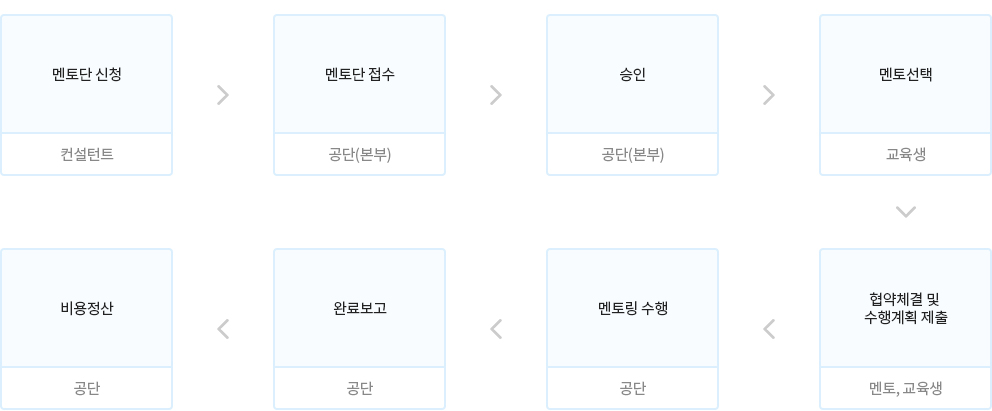 멘토단 신청
컨설턴트
멘토단 접수
공단(본부)
승인
공단(본부)
멘토선택
교육생
협약체결 및
수행계획 제출
멘토, 교육생
멘토링 수행
공단
완료보고
공단
비용정산
공단